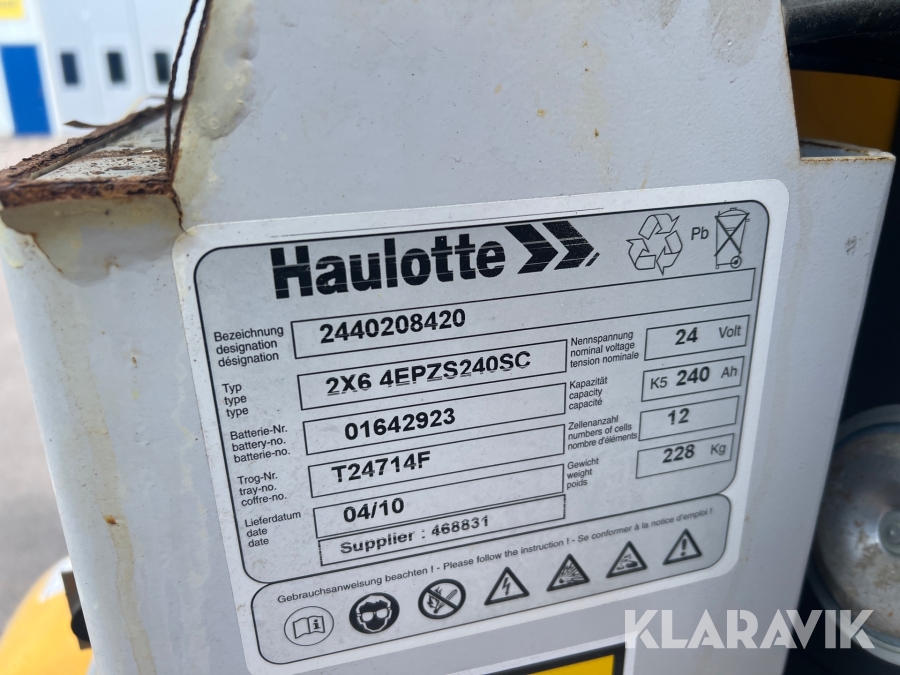 Haulotte
Pb
Bezeichnung
designation
désignation
2440208420
Typ
type
type
2X6 4EPZS240SC
Nennspannung
nominal voltage
tension nominale
24 Volt
Batterie-Nr.
battery-no.
batterie-no.
01642923
Kapazität
capacity
capacité
K5 240 Ah
Trog-Nr.
tray-no.
coffre-no.
T24714F
Zellenanzahl
numbers of cells
nombre d'éléments
12
Lieferdatum
date
date
04/10
Gewicht
weight
poids
228 Kg
Supplier : 468831
Gebrauchsanweisung beachten ! - Please follow the instruction ! - Se conformer à la notice d'emploi !
KLARAVIK